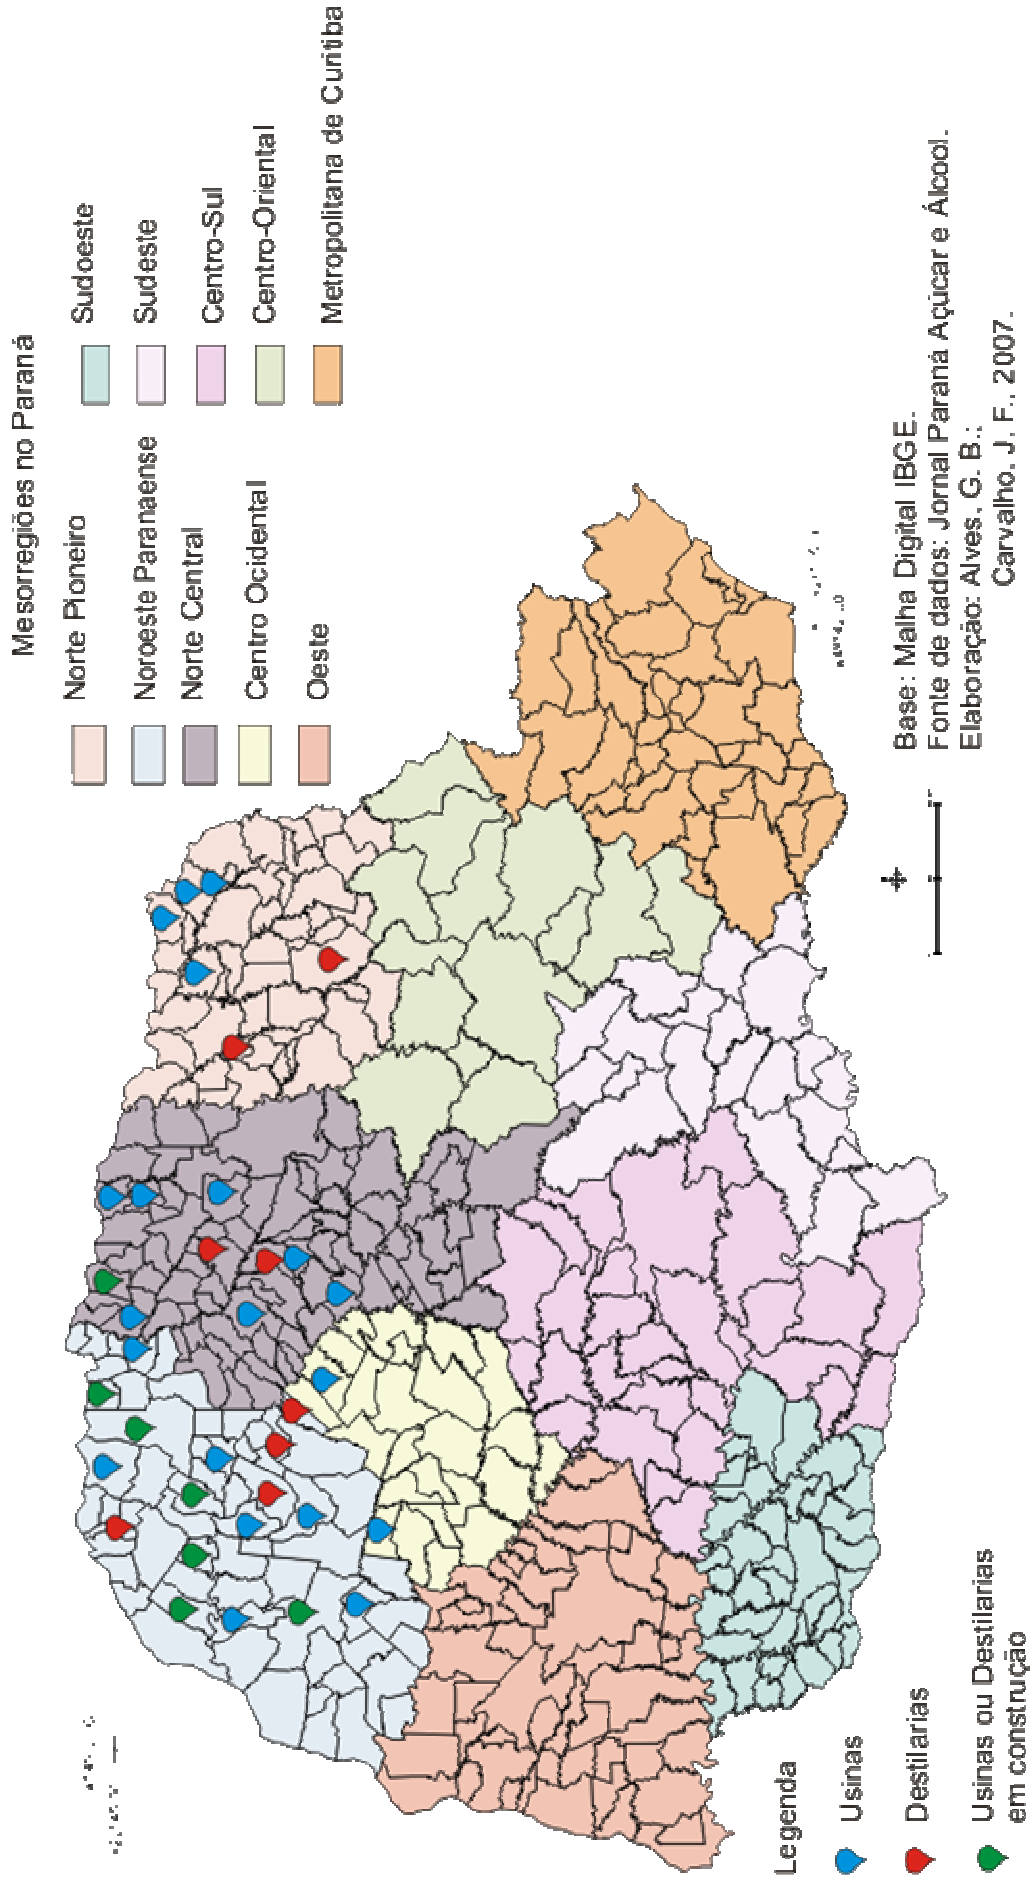 Mesorregiões no Paraná
Norte Pioneiro
Noroeste Paranaense
Norte Central
Centro Ocidental
Oeste
Sudoeste
Sudeste
Centro-Sul
Centro-Oriental
Metropolitana de Curitiba
Legenda
Usinas
Destilarias
Usinas ou Destilarias
em construção
Base: Malha Digital IBGE.
Fonte de dados: Jornal Paraná Açúcar e Álcool.
Elaboração: Alves, G. B.;
Carvalho, J. F., 2007.